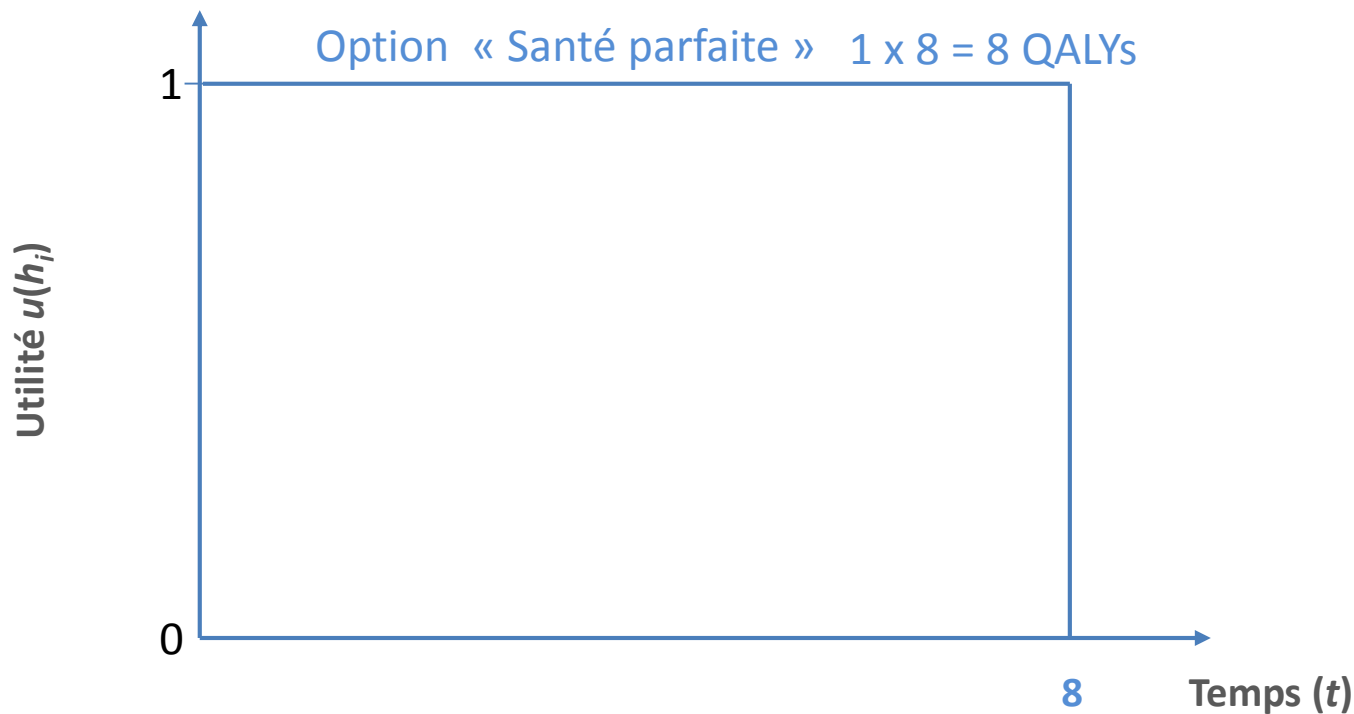 Option « Santé parfaite » 1 x 8 = 8 QALYs
1
Utilité u(hᵢ)
0
8 Temps (t)